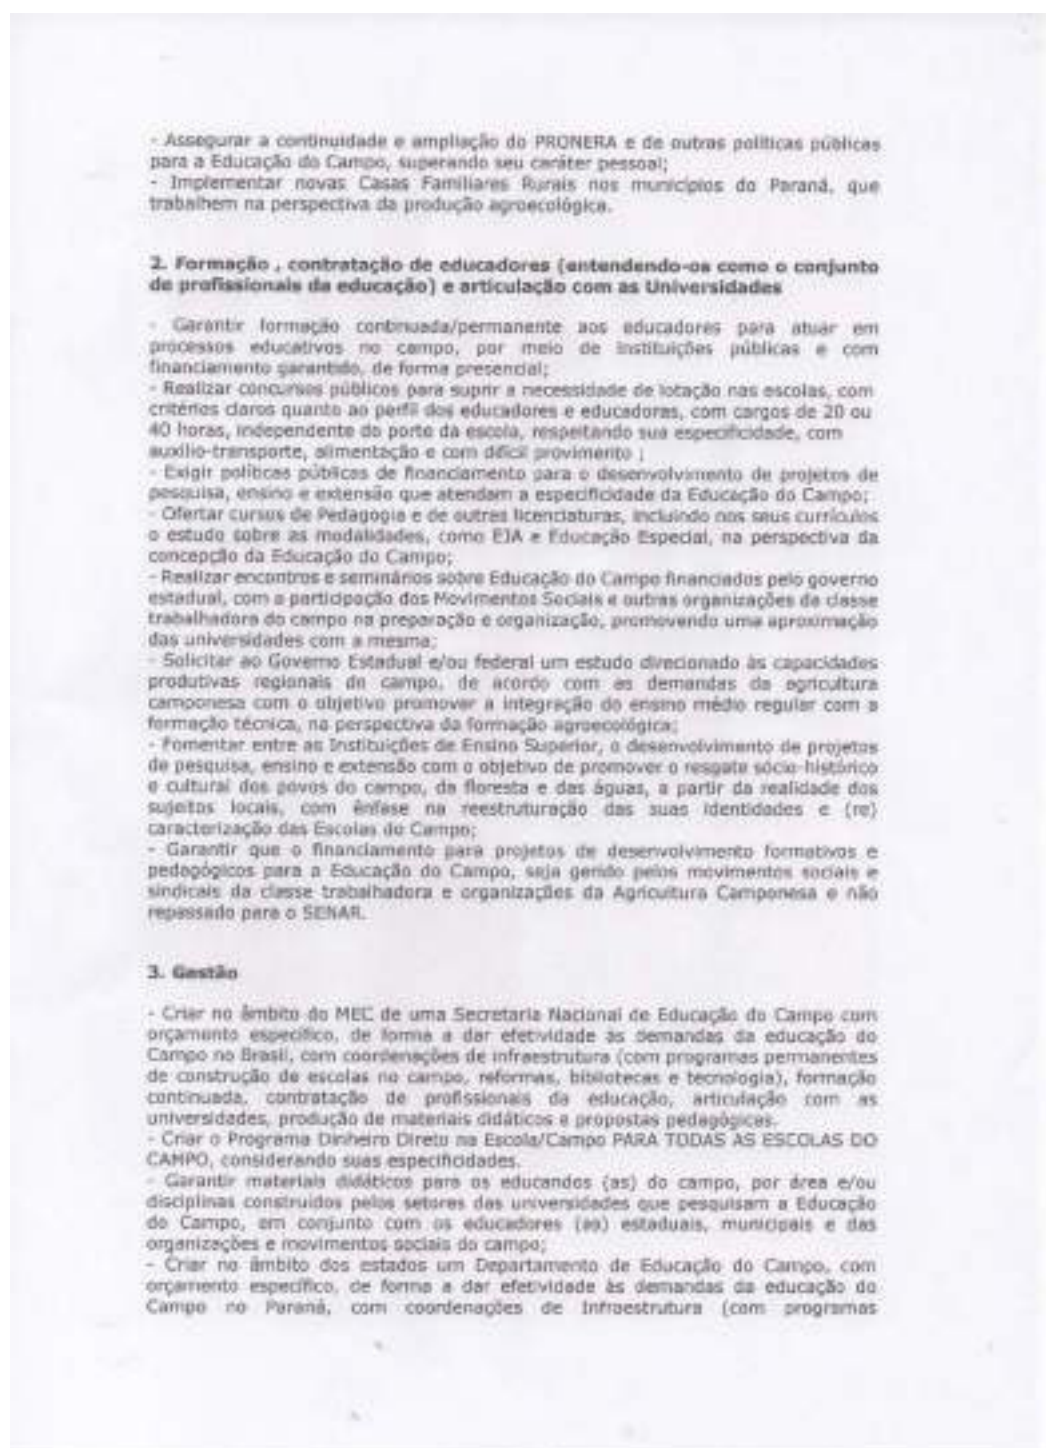 - Assegurar a continuidade e ampliação do PRONERA e de outras políticas públicas
para a Educação do Campo, superando seu caráter pessoal;
- Implementar novas Casas Familiares Rurais nos municípios do Paraná, que
trabalhem na perspectiva da produção agroecológica.
2. Formação , contratação de educadores (entendendo-os como o conjunto
de profissionais da educação) e articulação com as Universidades
- Garantir formação continuada/permanente aos educadores para atuar em
processos educativos no campo, por meio de instituições públicas e com
financiamento garantido, de forma presencial;
- Realizar concursos públicos para suprir a necessidade de lotação nas escolas, com
critérios claros quanto ao perfil dos educadores e educadoras, com cargos de 20 ou
40 horas, independente do porte da escola, respeitando sua especificidade, com
auxílio-transporte, alimentação e com difícil provimento ;
- Exigir políticas públicas de financiamento para o desenvolvimento de projetos de
pesquisa, ensino e extensão que atendam a especificidade da Educação do Campo;
- Ofertar cursos de Pedagogia e de outras licenciaturas, incluindo nos seus currículos
o estudo sobre as modalidades, como EJA e Educação Especial, na perspectiva da
concepção da Educação do Campo;
- Realizar encontros e seminários sobre Educação do Campo financiados pelo governo
estadual, com a participação dos Movimentos Sociais e outras organizações da classe
trabalhadora do campo na preparação e organização, promovendo uma aproximação
das universidades com a mesma;
- Solicitar ao Governo Estadual e/ou federal um estudo direcionado às capacidades
produtivas regionais do campo, de acordo com as demandas da agricultura
camponesa com o objetivo promover a integração do ensino médio regular com a
formação técnica, na perspectiva da formação agroecológica;
- Fomentar entre as Instituições de Ensino Superior, o desenvolvimento de projetos
de pesquisa, ensino e extensão com o objetivo de promover o resgate sócio-histórico
e cultural dos povos do campo, da floresta e das águas, a partir da realidade dos
sujeitos locais, com ênfase na reestruturação das suas identidades e (re)
caracterização das Escolas do Campo;
- Garantir que o financiamento para projetos de desenvolvimento formativos e
pedagógicos para a Educação do Campo, seja gerido pelos movimentos sociais e
sindicais da classe trabalhadora e organizações da Agricultura Camponesa e não
repassado para o SENAR.
3. Gestão
- Criar no âmbito do MEC de uma Secretaria Nacional de Educação do Campo com
orçamento específico, de forma a dar efetividade às demandas da educação do
Campo no Brasil, com coordenações de infraestrutura (com programas permanentes
de construção de escolas no campo, reformas, bibliotecas e tecnologia), formação
continuada, contratação de profissionais da educação, articulação com as
universidades, produção de materiais didáticos e propostas pedagógicas.
- Criar o Programa Dinheiro Direto na Escola/Campo PARA TODAS AS ESCOLAS DO
CAMPO, considerando suas especificidades.
- Garantir materiais didáticos para os educandos (as) do campo, por área e/ou
disciplinas construídos pelos setores das universidades que pesquisam a Educação
do Campo, em conjunto com os educadores (as) estaduais, municipais e das
organizações e movimentos sociais do campo;
- Criar no âmbito dos estados um Departamento de Educação do Campo, com
orçamento específico, de forma a dar efetividade às demandas da educação do
Campo no Paraná, com coordenações de Infraestrutura (com programas